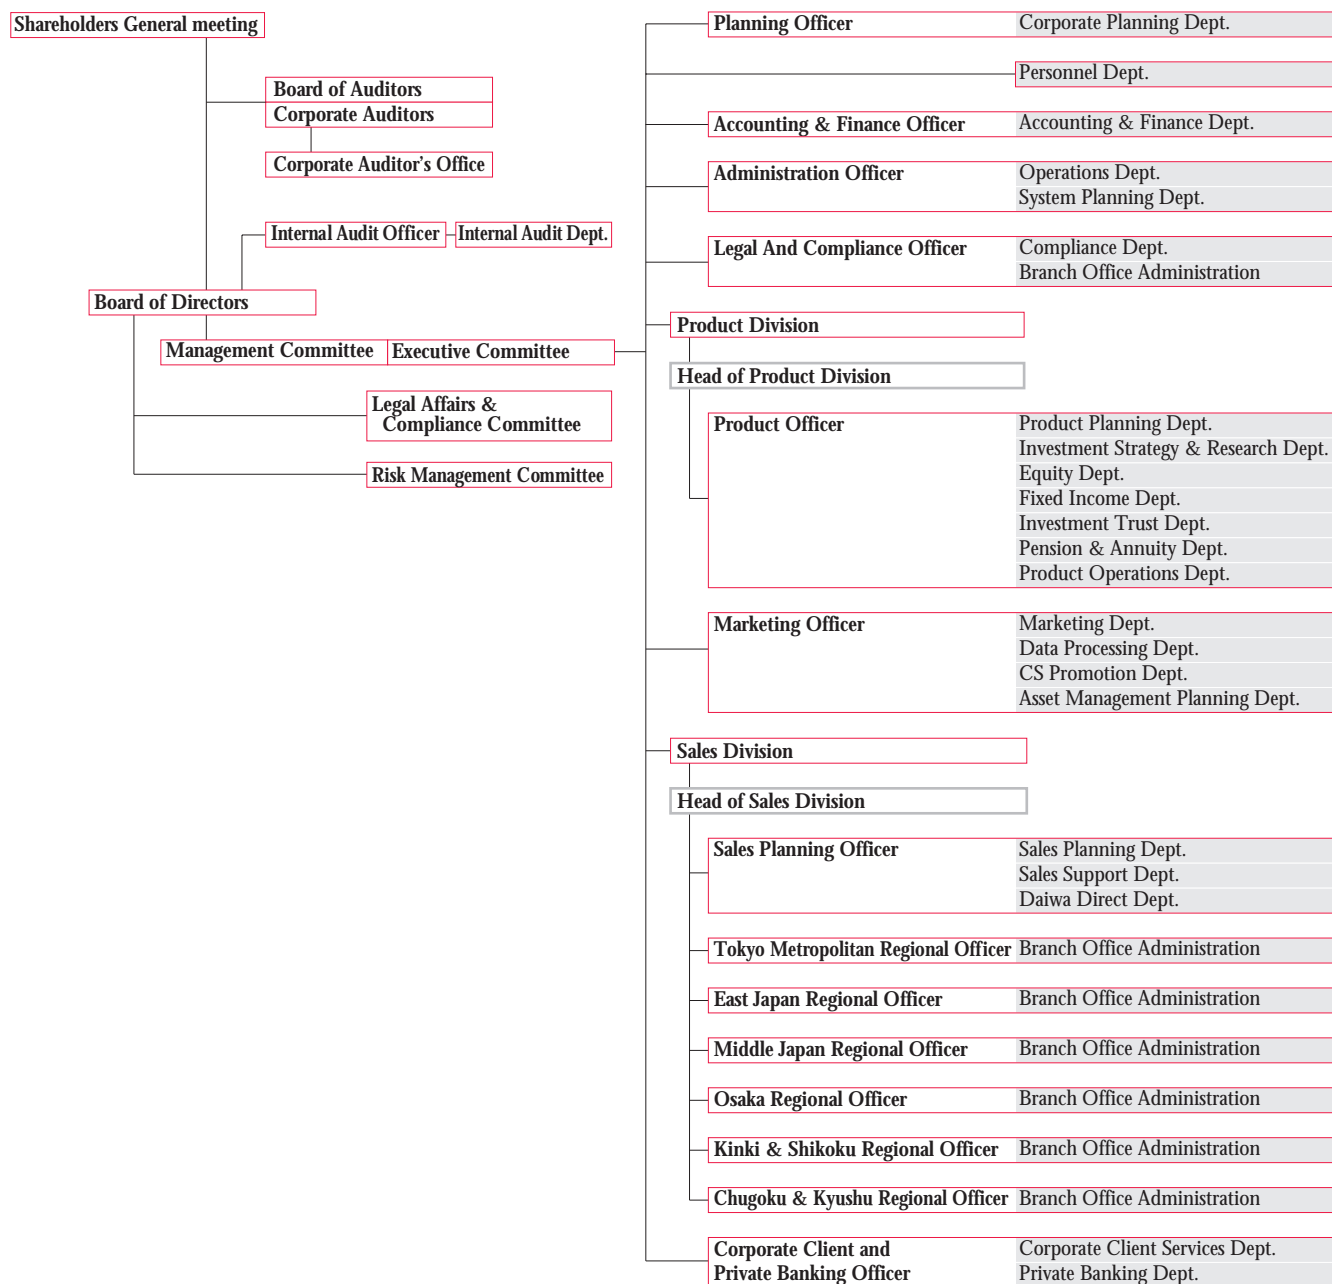 Shareholders General meeting
Board of Auditors
Corporate Auditors
Corporate Auditor's Office
Internal Audit Officer
Internal Audit Dept.
Board of Directors
Management Committee
Executive Committee
Legal Affairs &
Compliance Committee
Risk Management Committee
Planning Officer
Corporate Planning Dept.
Personnel Dept.
Accounting & Finance Officer
Accounting & Finance Dept.
Administration Officer
Operations Dept.
System Planning Dept.
Legal And Compliance Officer
Compliance Dept.
Branch Office Administration
Product Division
Head of Product Division
Product Officer
Product Planning Dept.
Investment Strategy & Research Dept.
Equity Dept.
Fixed Income Dept.
Investment Trust Dept.
Pension & Annuity Dept.
Product Operations Dept.
Marketing Officer
Marketing Dept.
Data Processing Dept.
CS Promotion Dept.
Asset Management Planning Dept.
Sales Division
Head of Sales Division
Sales Planning Officer
Sales Planning Dept.
Sales Support Dept.
Daiwa Direct Dept.
Tokyo Metropolitan Regional Officer
Branch Office Administration
East Japan Regional Officer
Branch Office Administration
Middle Japan Regional Officer
Branch Office Administration
Osaka Regional Officer
Branch Office Administration
Kinki & Shikoku Regional Officer
Branch Office Administration
Chugoku & Kyushu Regional Officer
Branch Office Administration
Corporate Client and
Private Banking Officer
Corporate Client Services Dept.
Private Banking Dept.